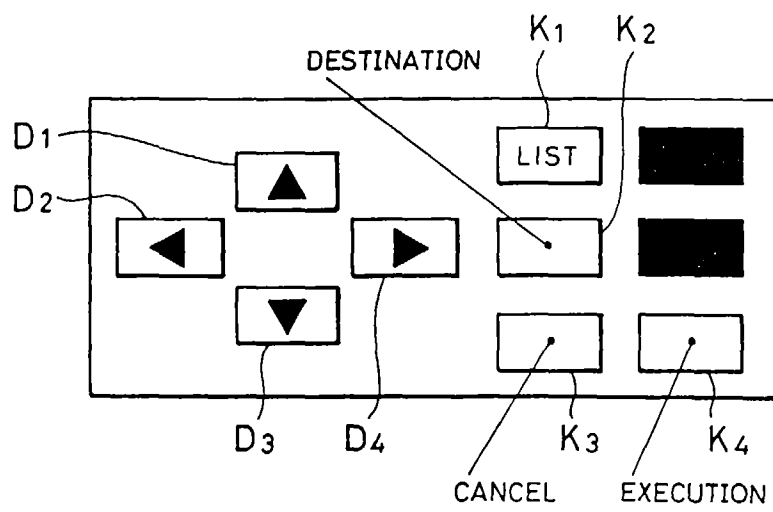 K1 K2
DESTINATION
D1 LIST
D2
D3 D4 K3 K4
CANCEL EXECUTION